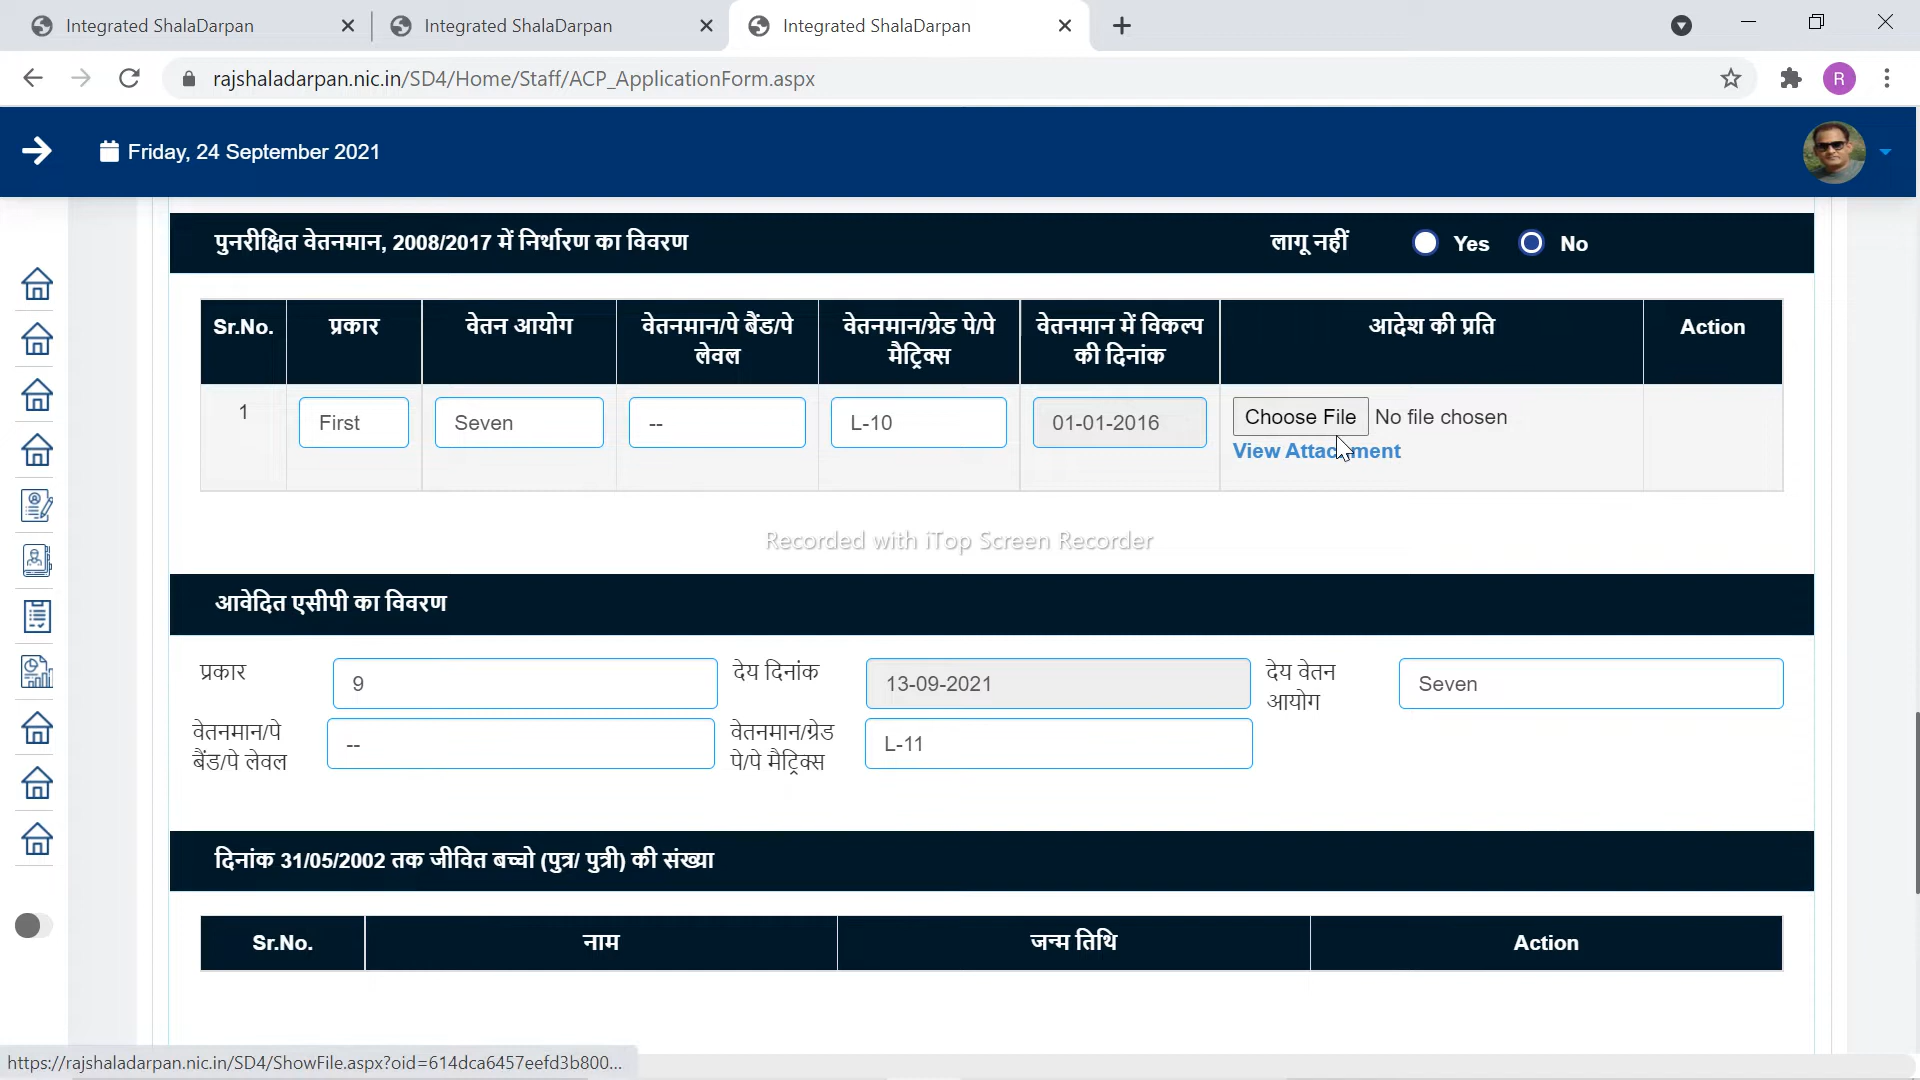 Integrated ShalaDarpan
Integrated ShalaDarpan
Integrated ShalaDarpan
rajshaladarpan.nic.in/SD4/Home/Staff/ACP_ApplicationForm.aspx
R
Friday, 24 September 2021
पुनरीक्षित वेतनमान, 2008/2017 में निर्धारण का विवरण
लागू नहीं Yes No
Sr.No. प्रकार वेतन आयोग वेतनमान/पे बैंड/पे लेवल वेतनमान/ग्रेड पे/पे मैट्रिक्स वेतनमान में विकल्प की दिनांक आदेश की प्रति Action
1 First Seven -- L-10 01-01-2016 Choose File No file chosen
View Attachment
Recorded with iTop Screen Recorder
आवेदित एसीपी का विवरण
प्रकार 9 देय दिनांक 13-09-2021 देय वेतन आयोग Seven
वेतनमान/पे बैंड/पे लेवल -- वेतनमान/ग्रेड पे/पे मैट्रिक्स L-11
दिनांक 31/05/2002 तक जीवित बच्चो (पुत्र/ पुत्री) की संख्या
Sr.No. नाम जन्म तिथि Action
https://rajshaladarpan.nic.in/SD4/ShowFile.aspx?oid=614dca6457eefd3b800...